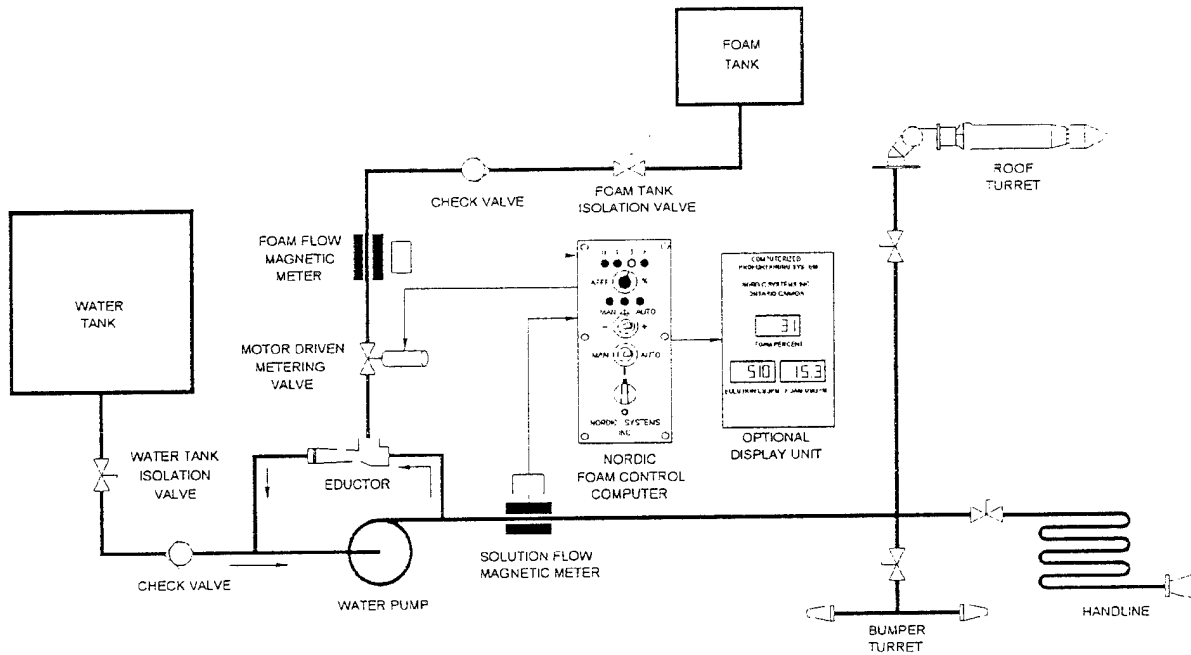 FOAM
TANK
ROOF
TURRET
CHECK VALVE
FOAM TANK
ISOLATION VALVE
FOAM FLOW
MAGNETIC
METER
WATER
TANK
AFFF
%
MAN
AUTO
-
+
MAN
AUTO
NORDIC SYSTEMS
INC
COMPUTERIZED
NORDIC SYSTEMS INC
31
FOAM PERCENT
510
15.3
MOTOR DRIVEN
METERING
VALVE
WATER TANK
ISOLATION
VALVE
EDUCTOR
NORDIC
FOAM CONTROL
COMPUTER
OPTIONAL
DISPLAY UNIT
CHECK VALVE
WATER PUMP
SOLUTION FLOW
MAGNETIC METER
HANDLINE
BUMPER
TURRET